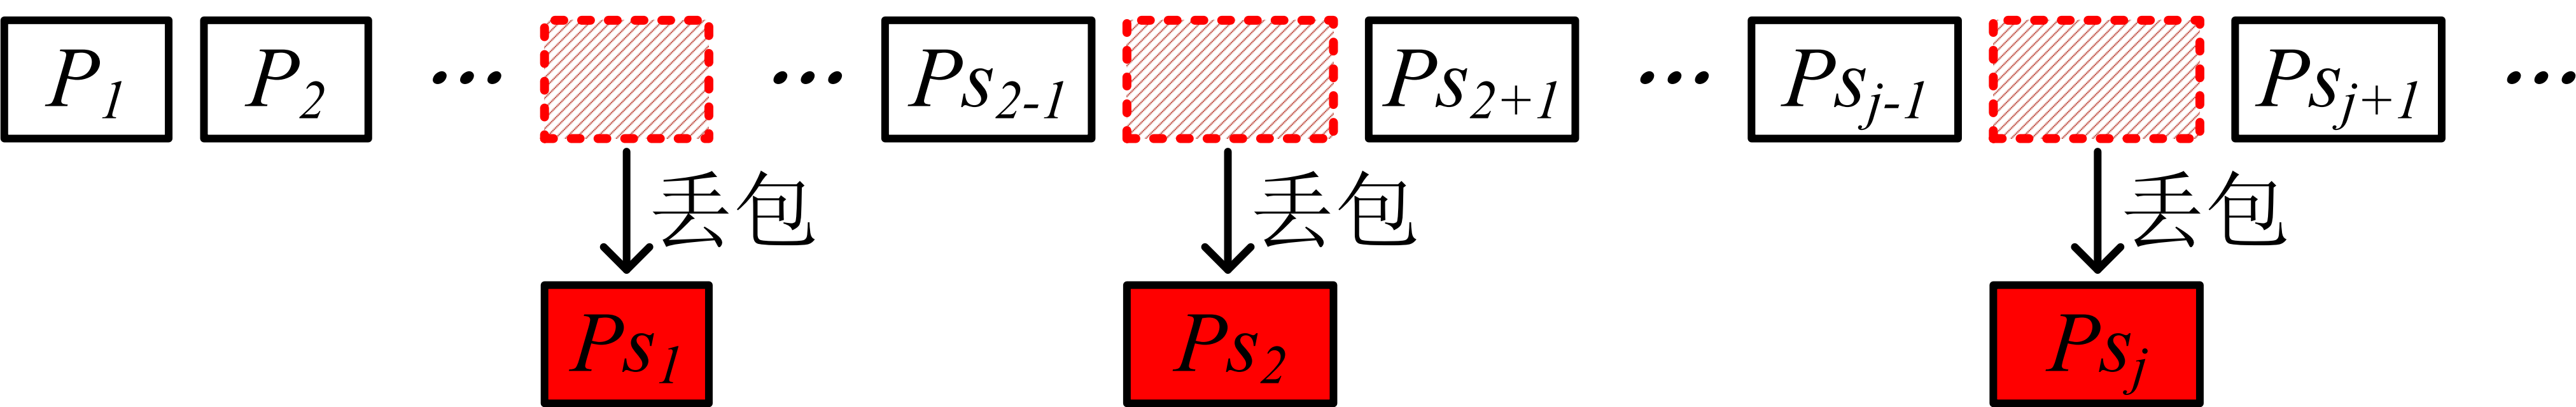 P1 P2 ... ... Ps2-1 Ps2+1 ... Psj-1 Psj+1 ...
丢包 丢包 丢包
Ps1 Ps2 Psj